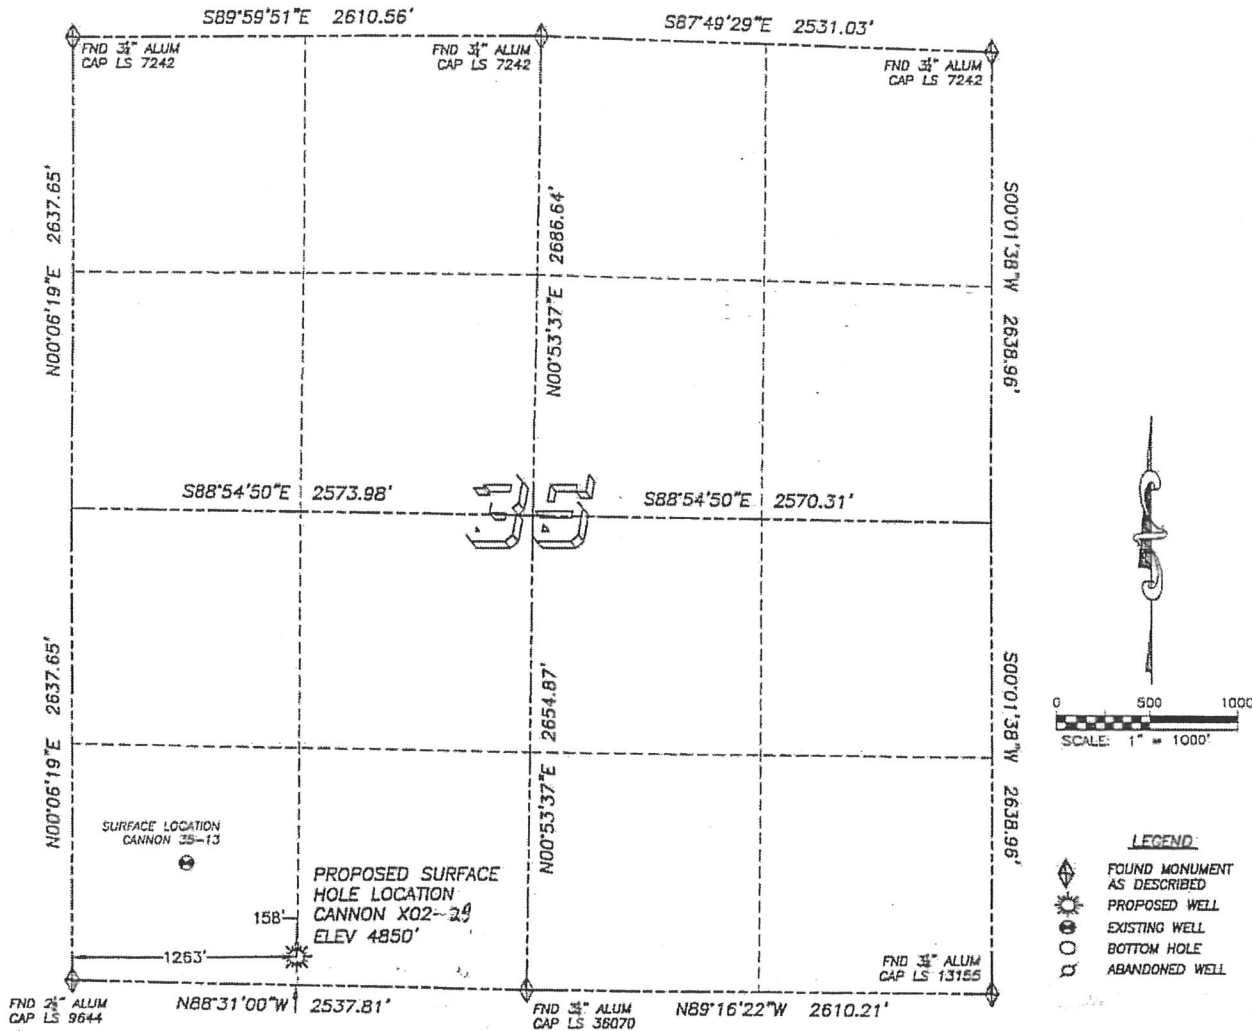 S89°59'51"E 2610.56'
S87°49'29"E 2531.03'
FND 3¼" ALUM
CAP LS 7242
FND 3¼" ALUM
CAP LS 7242
FND 3¼" ALUM
CAP LS 7242
N00°06'19"E 2637.65'
N00°53'37"E 2686.64'
S00°01'38"W 2638.96'
S88°54'50"E 2573.98'
35
S88°54'50"E 2570.31'
N00°06'19"E 2637.65'
N00°53'37"E 2654.87'
S00°01'38"W 2638.96'
0 500 1000
SCALE: 1" = 1000'
SURFACE LOCATION
CANNON 35-13
PROPOSED SURFACE
HOLE LOCATION
CANNON X02-
ELEV 4850'
158'
1263'
LEGEND
FOUND MONUMENT
AS DESCRIBED
PROPOSED WELL
EXISTING WELL
BOTTOM HOLE
ABANDONED WELL
FND 3¼" ALUM
CAP LS 13155
FND 2½" ALUM
CAP LS 9644
N88°31'00"W 2537.81'
FND 3¼" ALUM
CAP LS 36070
N89°16'22"W 2610.21'